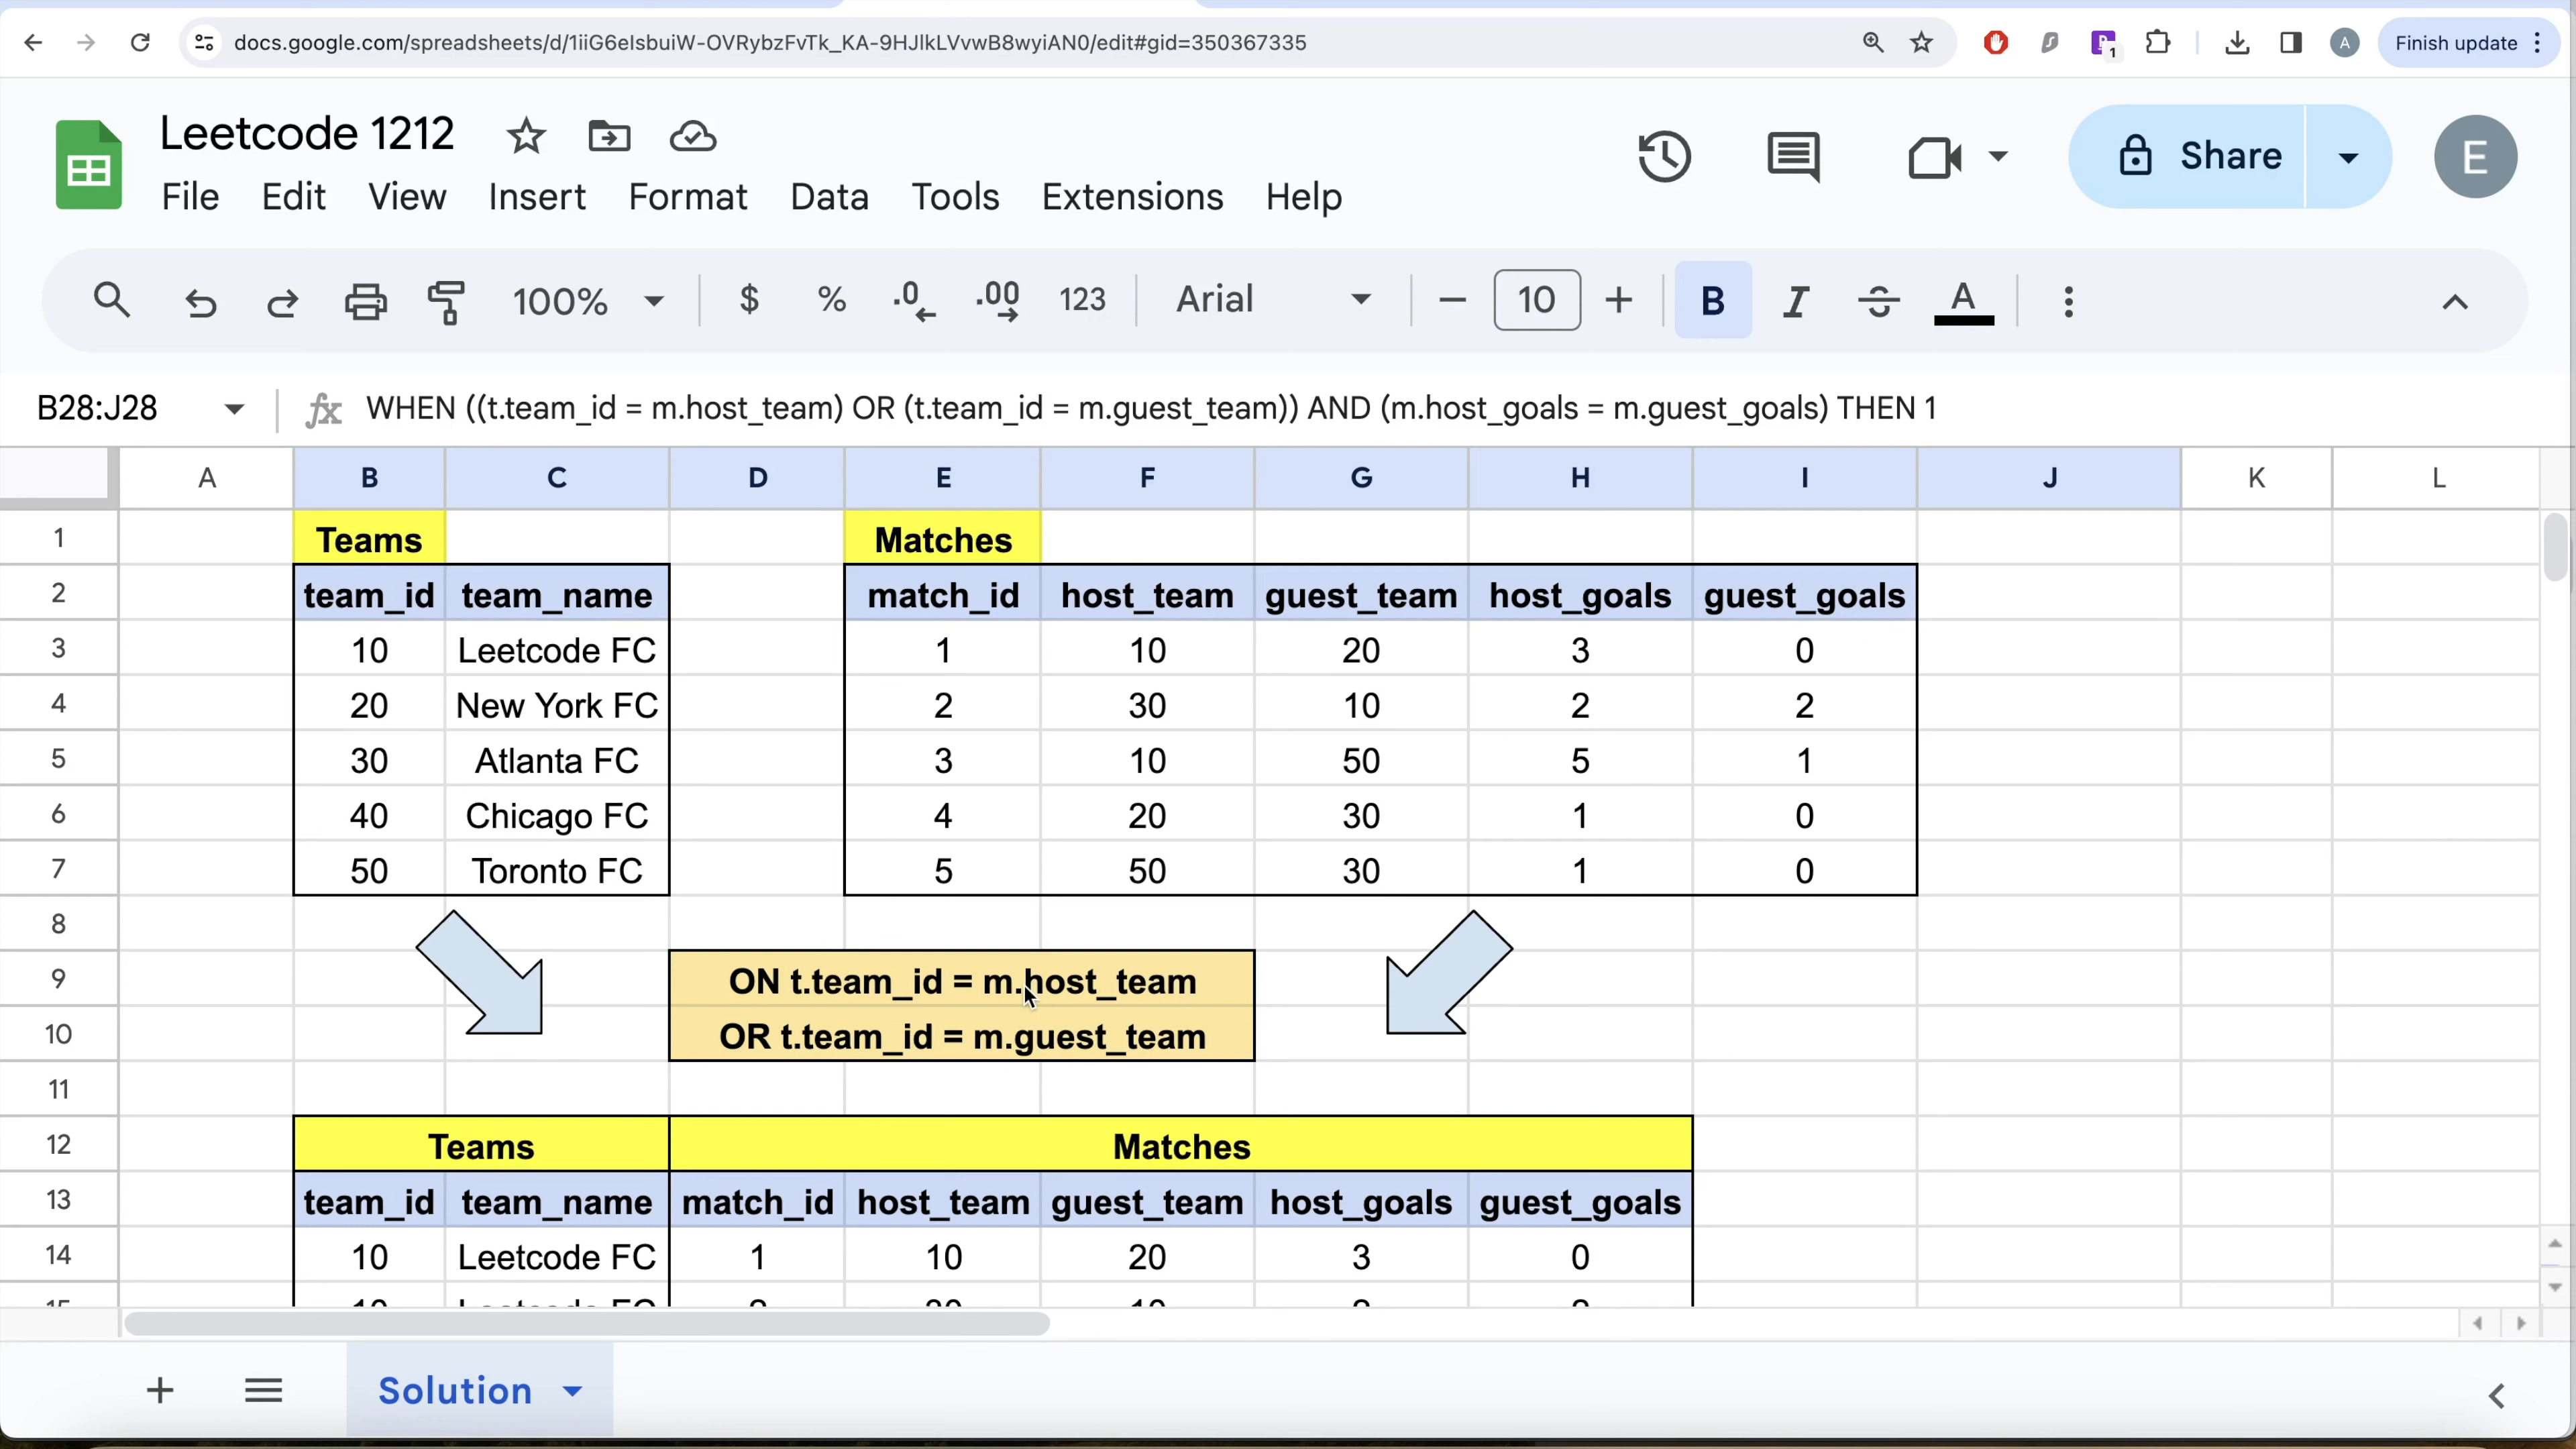 docs.google.com/spreadsheets/d/1iiG6eIsbuiW-OVRybzFvTk_KA-9HJlkLVvwB8wyiAN0/edit#gid=350367335
1
A
Finish update
Leetcode 1212
File Edit View Insert Format Data Tools Extensions Help
Share
E
100% $ % .0 .00 123 Arial 10 B I S A
B28:J28 fx WHEN ((t.team_id = m.host_team) OR (t.team_id = m.guest_team)) AND (m.host_goals = m.guest_goals) THEN 1
A B C D E F G H I J K L
1 Teams Matches
2 team_id team_name match_id host_team guest_team host_goals guest_goals
3 10 Leetcode FC 1 10 20 3 0
4 20 New York FC 2 30 10 2 2
5 30 Atlanta FC 3 10 50 5 1
6 40 Chicago FC 4 20 30 1 0
7 50 Toronto FC 5 50 30 1 0
8
9 ON t.team_id = m.host_team
10 OR t.team_id = m.guest_team
11
12 Teams Matches
13 team_id team_name match_id host_team guest_team host_goals guest_goals
14 10 Leetcode FC 1 10 20 3 0
Solution